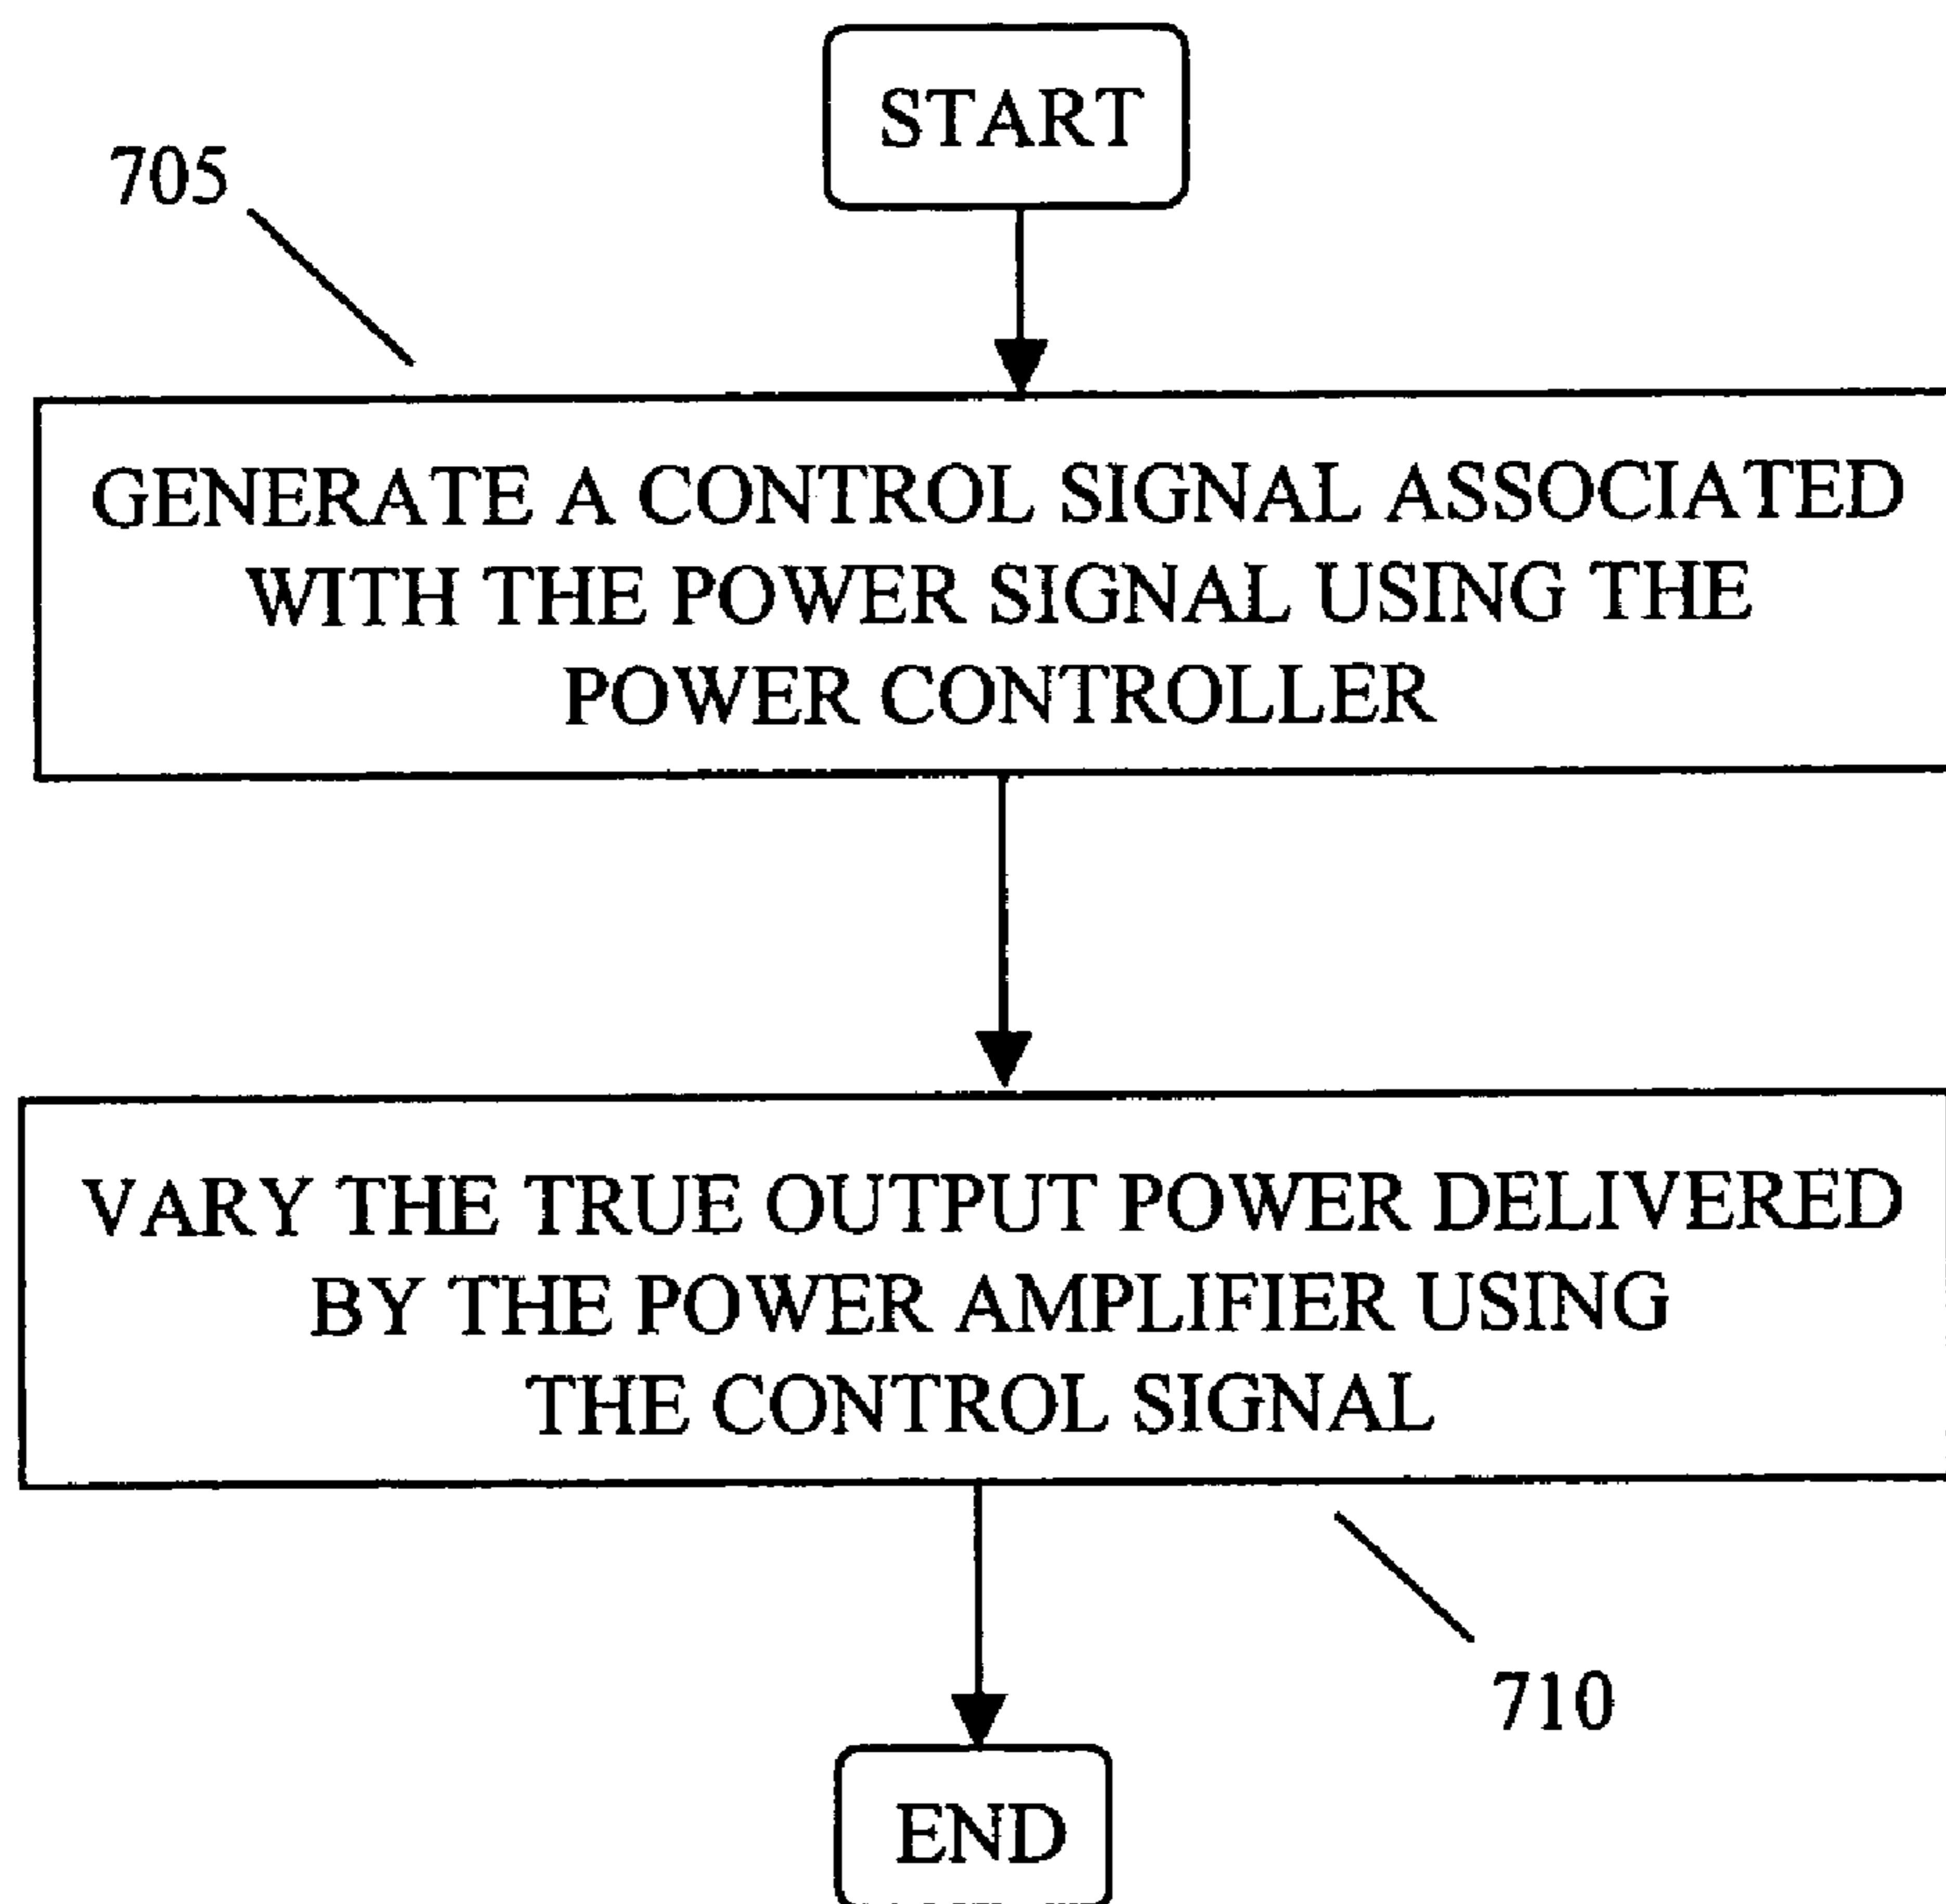 START
705
GENERATE A CONTROL SIGNAL ASSOCIATED
WITH THE POWER SIGNAL USING THE
POWER CONTROLLER
VARY THE TRUE OUTPUT POWER DELIVERED
BY THE POWER AMPLIFIER USING
THE CONTROL SIGNAL
710
END